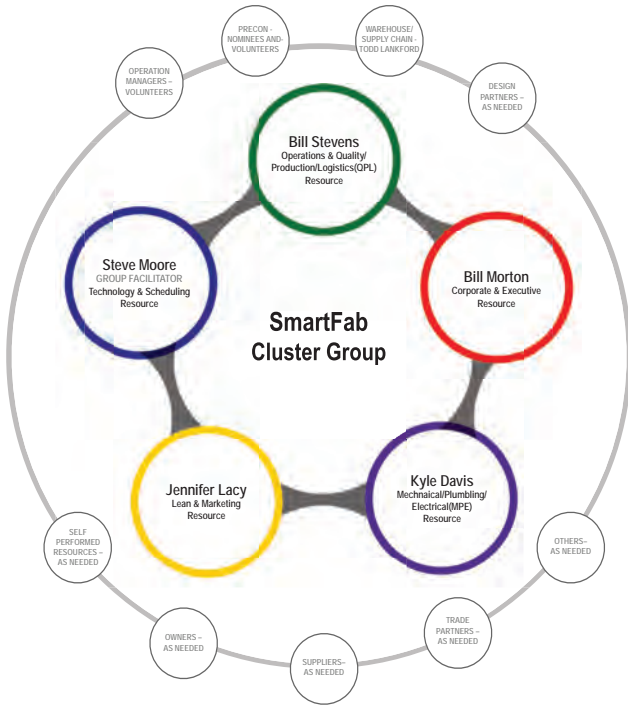 PRECON -
NOMINEES AND-
VOLUNTEERS
WAREHOUSE/
SUPPLY CHAIN -
TODD LANKFORD
OPERATION
MANAGERS –
VOLUNTEERS
DESIGN
PARTNERS –
AS NEEDED
Bill Stevens
Operations & Quality/
Production/Logistics(QPL)
Resource
Steve Moore
GROUP FACILITATOR
Technology & Scheduling
Resource
Bill Morton
Corporate & Executive
Resource
SmartFab
Cluster Group
Jennifer Lacy
Lean & Marketing
Resource
Kyle Davis
Mechnaical/Plumbing/
Electrical(MPE)
Resource
SELF
PERFORMED
RESOURCES –
AS NEEDED
OTHERS–
AS NEEDED
OWNERS –
AS NEEDED
TRADE
PARTNERS –
AS NEEDED
SUPPLIERS–
AS NEEDED